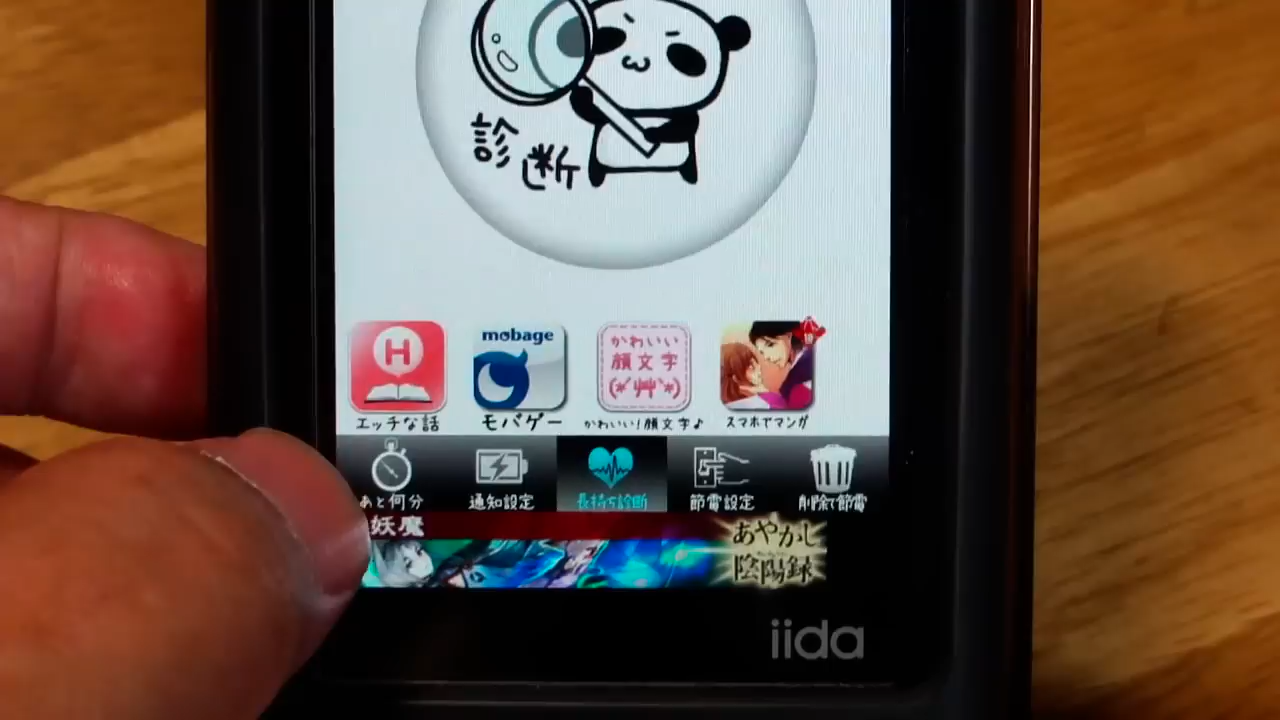 診断
H
mobage
かわいい
顔文字
(*´艸`*)
18
エッチな話
モバゲー
かわいい!顔文字♪
スマホでマンガ
あと何分
通知設定
長持ち診断
節電設定
削除で節電
妖魔
あやかし
陰陽録
iida